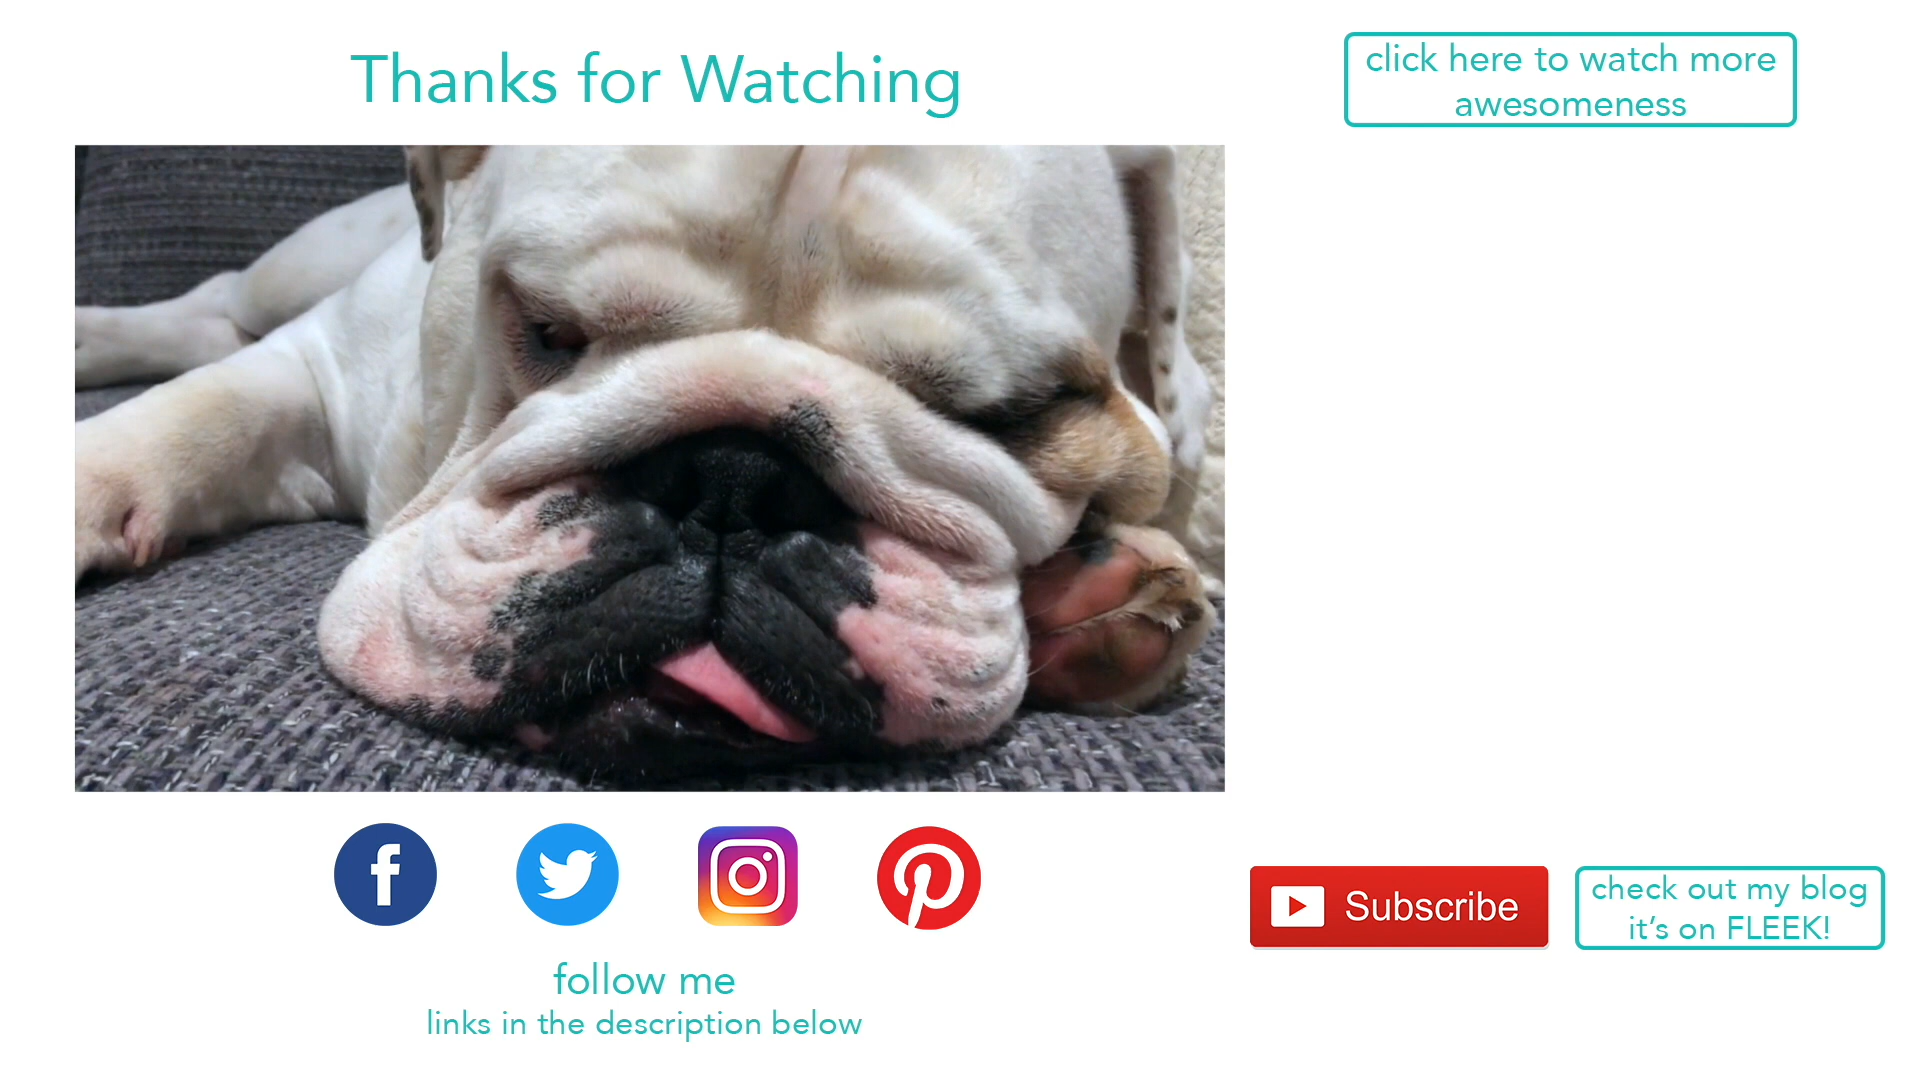 Thanks for Watching
click here to watch more
awesomeness
Subscribe
check out my blog
it's on FLEEK!
follow me
links in the description below